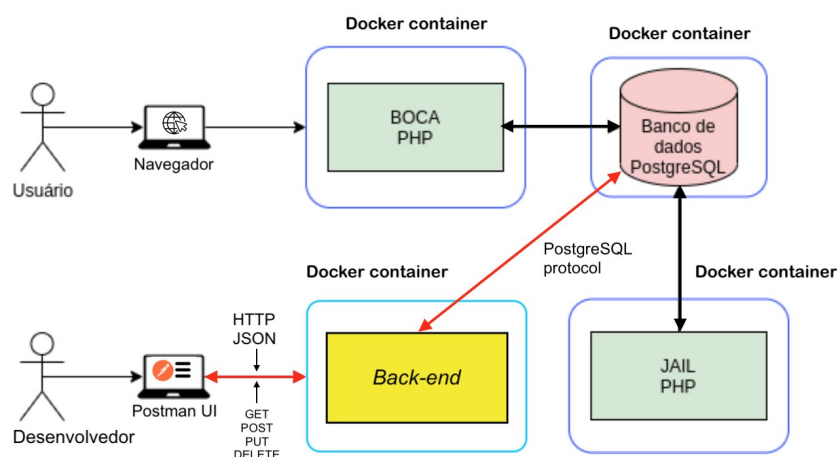 Docker container
Docker container
BOCA
PHP
Banco de
dados
PostgreSQL
Navegador
Usuário
PostgreSQL
protocol
Docker container
Docker container
HTTP
JSON
Back-end
JAIL
PHP
Postman UI
Desenvolvedor
GET
POST
PUT
DELETE